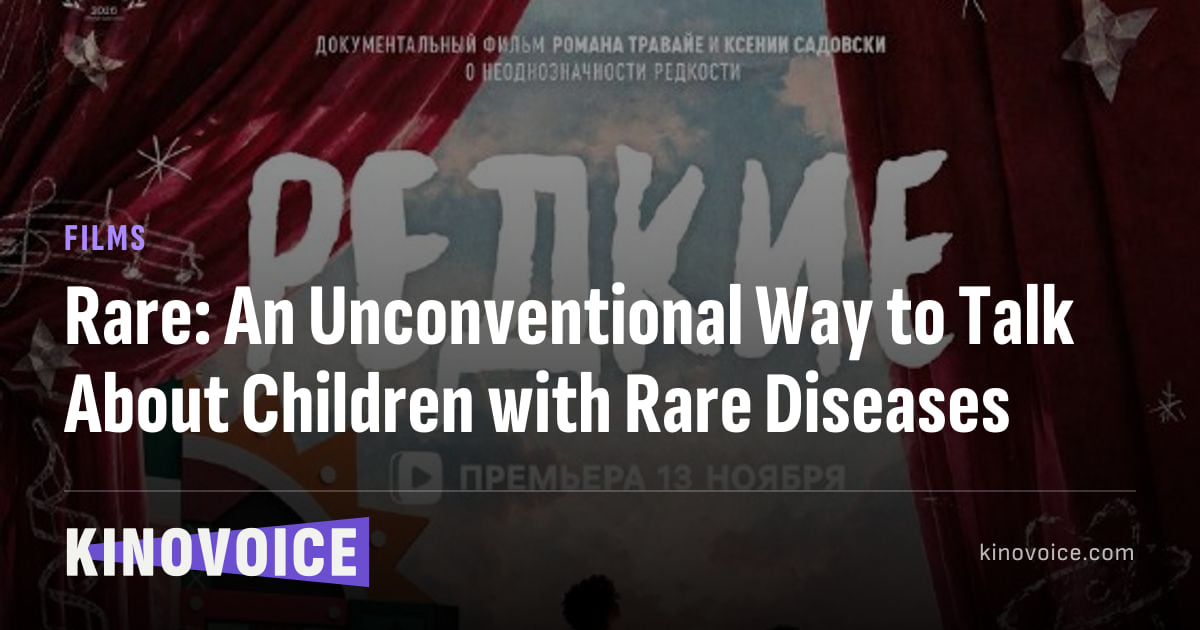 2026
ДОКУМЕНТАЛЬНЫЙ ФИЛЬМ РОМАНА ТРАВАЙЕ И КСЕНИИ САДОВСКИ
О НЕОДНОЗНАЧНОСТИ РЕДКОСТИ
РЕДКИЕ
FILMS
Rare: An Unconventional Way to Talk
About Children with Rare Diseases
ПРЕМЬЕРА 13 НОЯБРЯ
KINOVOICE
kinovoice.com